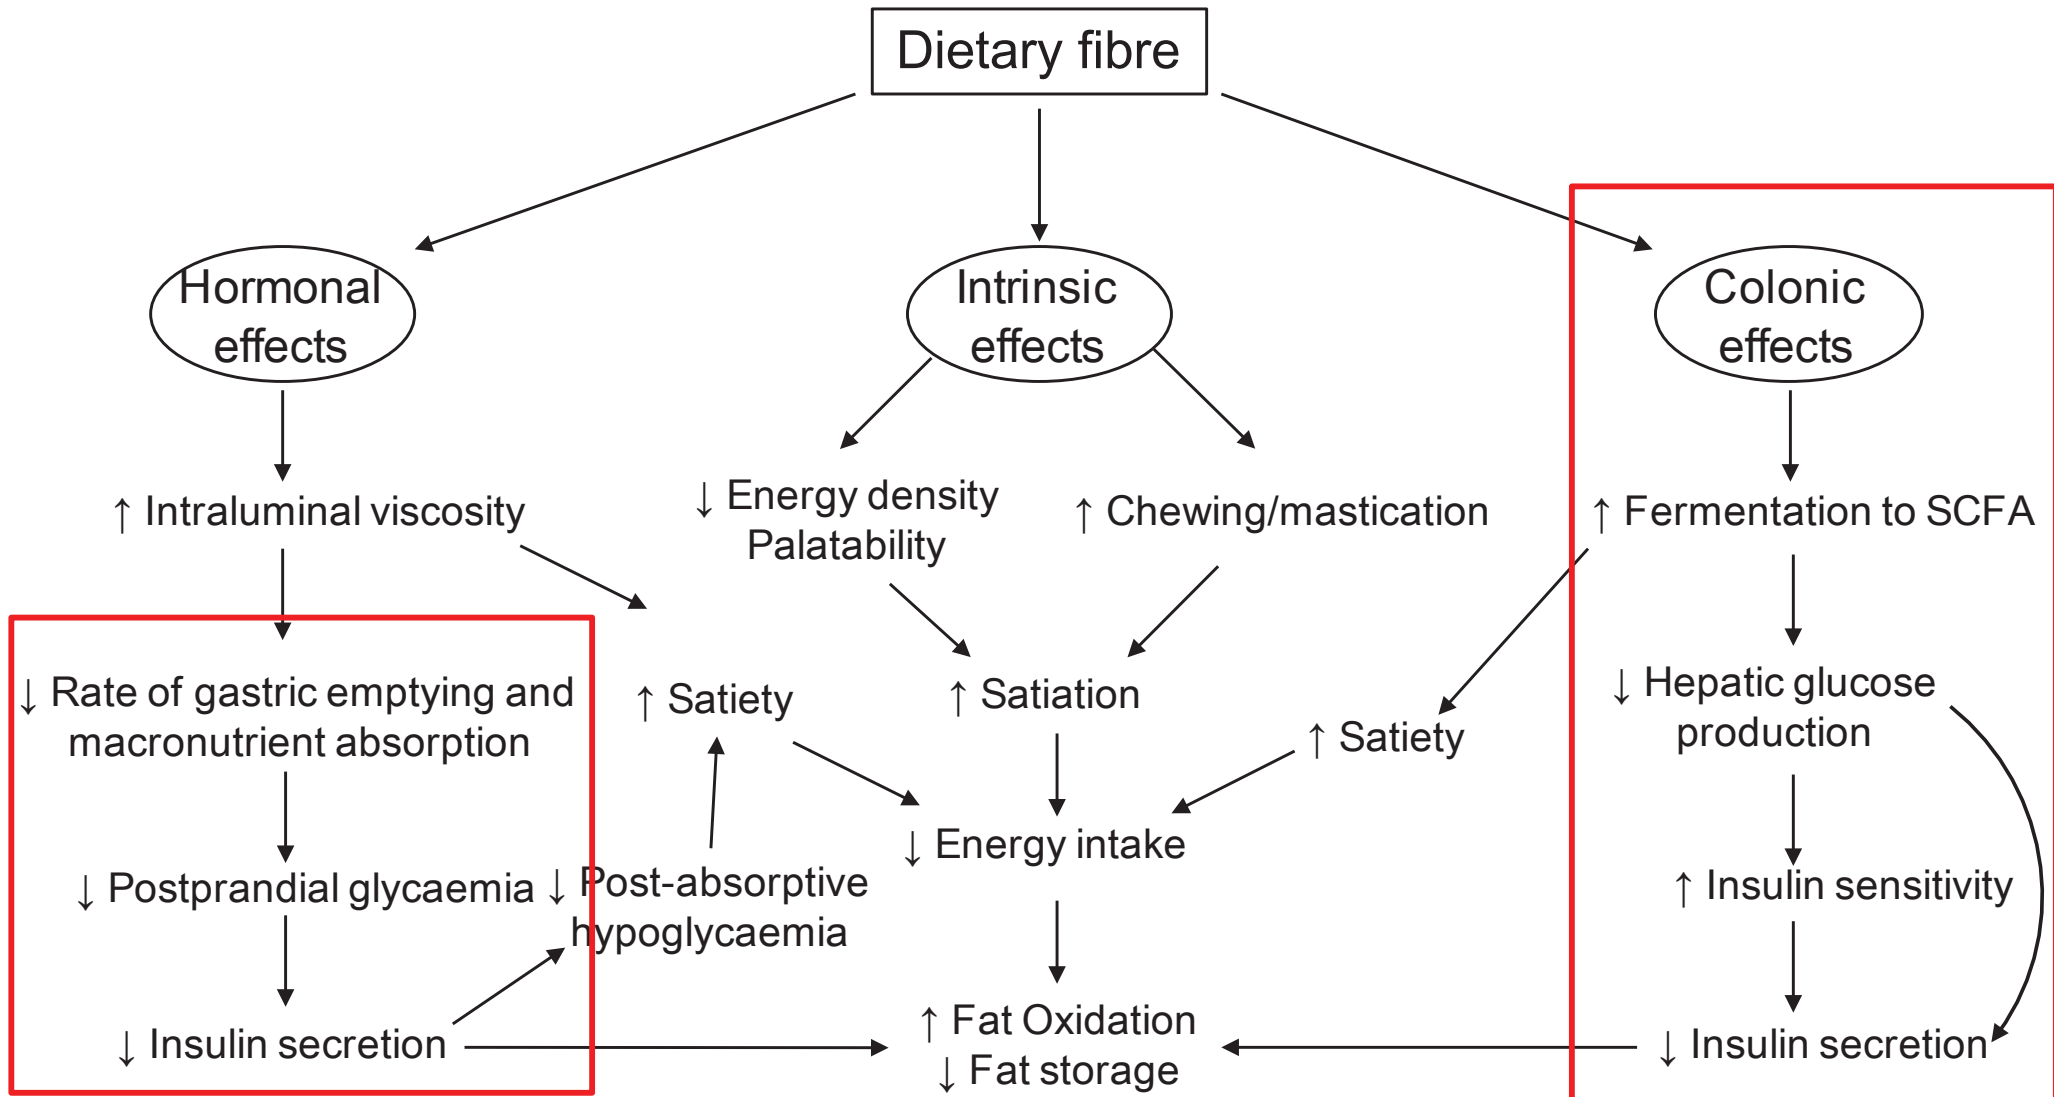 Dietary fibre
Hormonal
effects
Intrinsic
effects
Colonic
effects
↑ Intraluminal viscosity
↓ Energy density
Palatability
↑ Chewing/mastication
↑ Fermentation to SCFA
↓ Rate of gastric emptying and
macronutrient absorption
↑ Satiety
↑ Satiation
↑ Satiety
↓ Hepatic glucose
production
↓ Postprandial glycaemia
↓ Post-absorptive
hypoglycaemia
↓ Energy intake
↑ Insulin sensitivity
↓ Insulin secretion
↑ Fat Oxidation
↓ Fat storage
↓ Insulin secretion